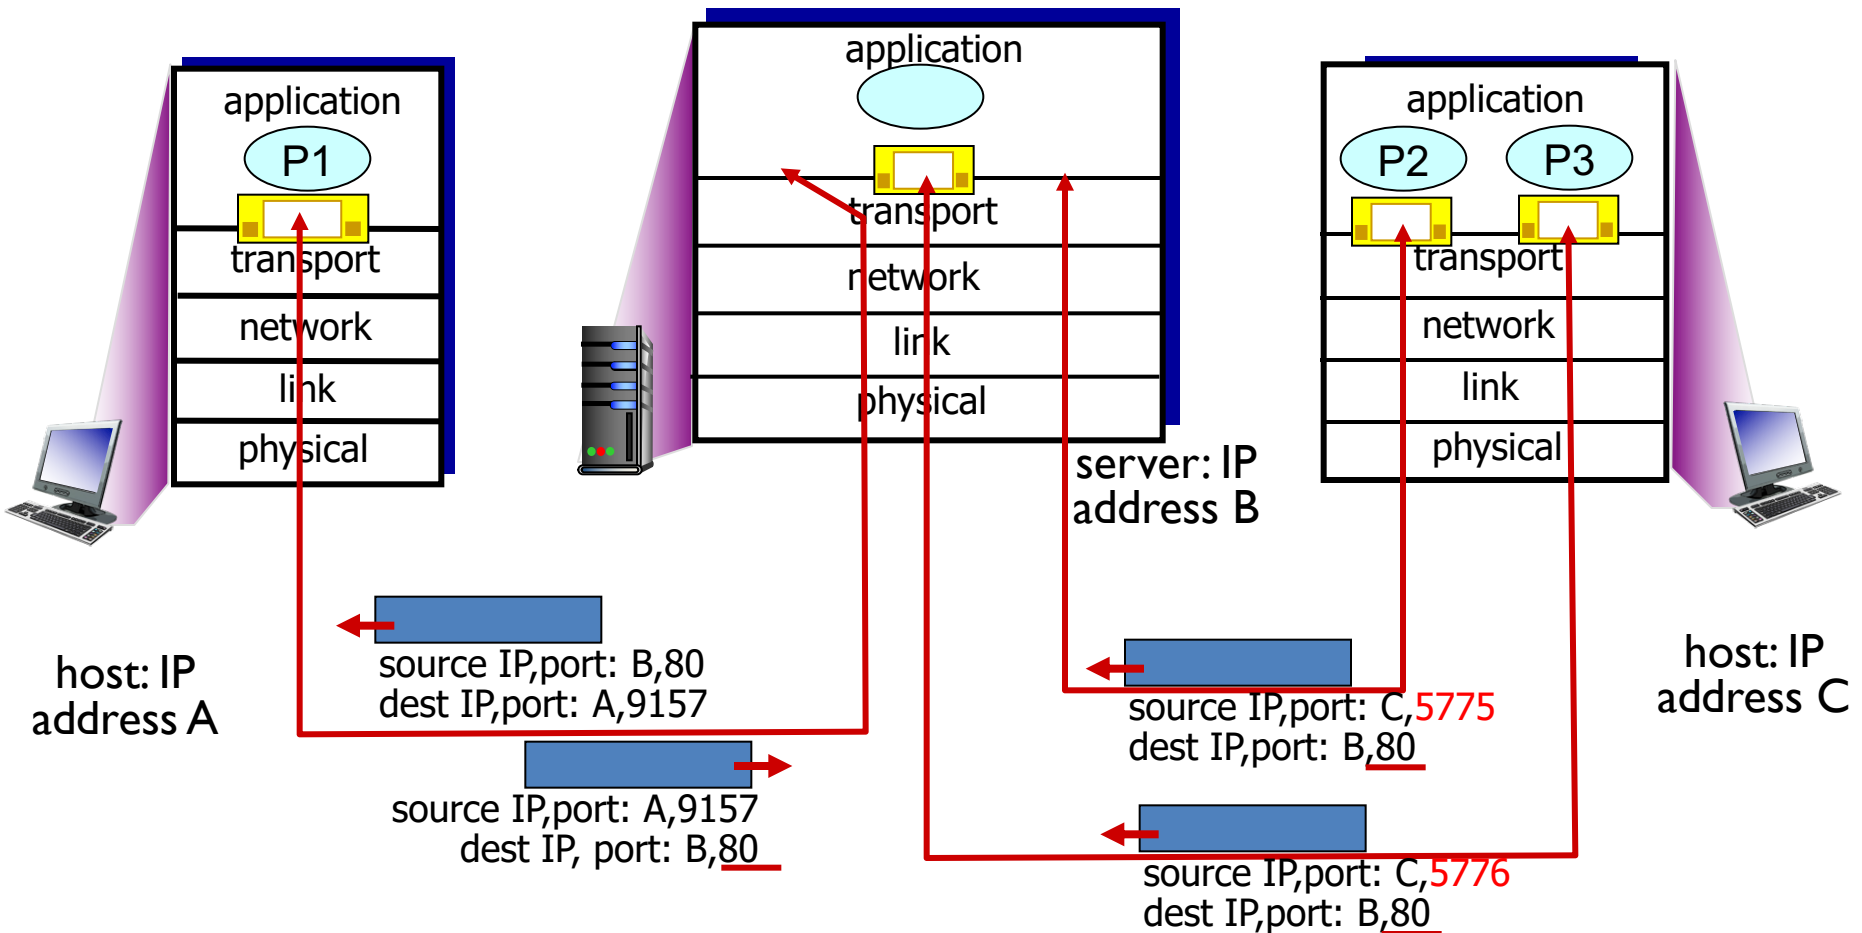 application
P1
transport
network
link
physical
host: IP
address A
application
transport
network
link
physical
server: IP
address B
application
P2
P3
transport
network
link
physical
host: IP
address C
source IP,port: B,80
dest IP,port: A,9157
source IP,port: A,9157
dest IP, port: B,80
source IP,port: C,5775
dest IP,port: B,80
source IP,port: C,5776
dest IP,port: B,80